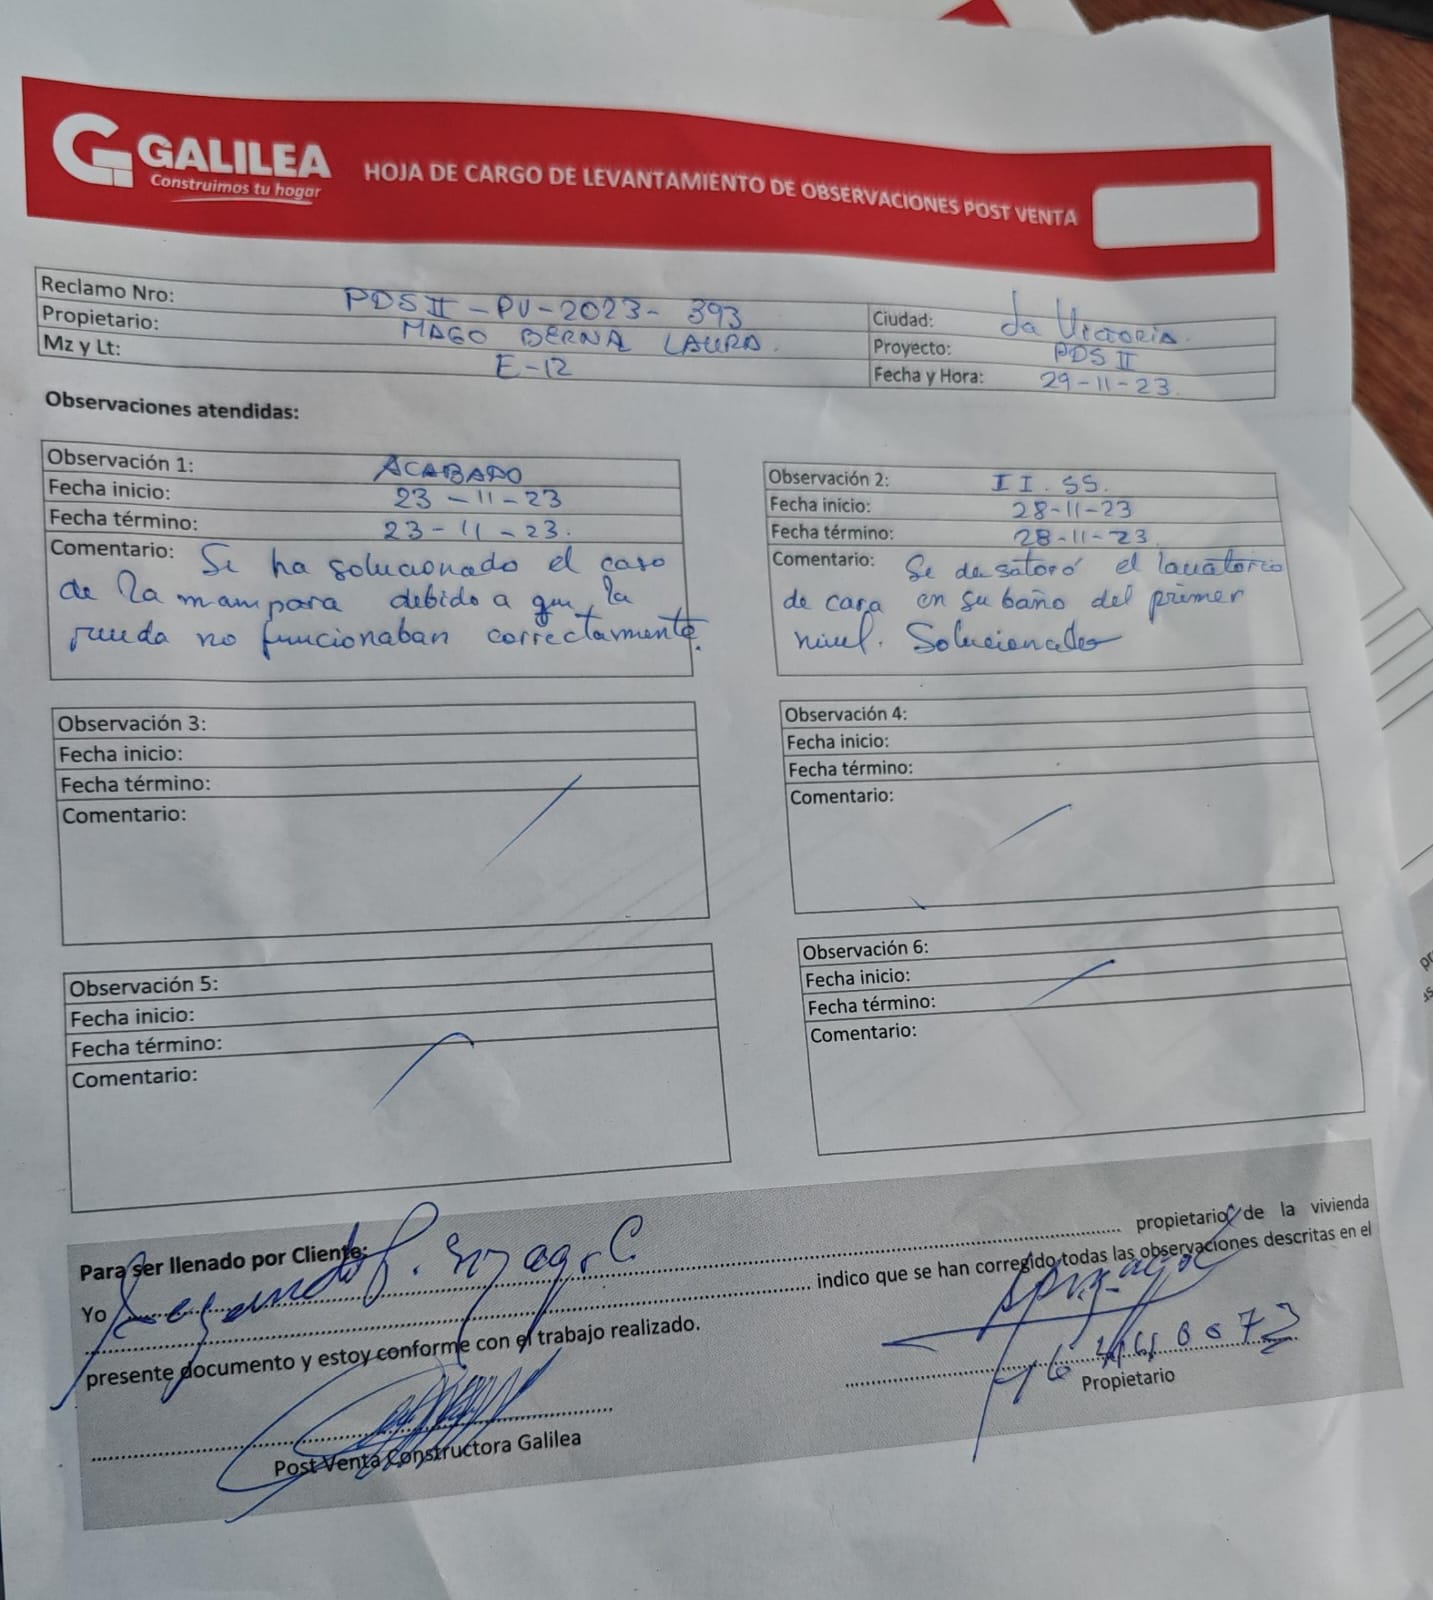 GALILEA
Construimos tu hogar
HOJA DE CARGO DE LEVANTAMIENTO DE OBSERVACIONES POST VENTA
Reclamo Nro: PDS II - PV - 2023 - 393
Propietario: MAGO BERNA LAURA.
Mz y Lt: E-12
Ciudad: La Victoria.
Proyecto: PDS II
Fecha y Hora: 29-11-23.
Observaciones atendidas:
Observación 1: ACABADO
Fecha inicio: 23-11-23
Fecha término: 23-11-23.
Comentario: Se ha solucionado el caso
de la mampara debido a que la
rueda no funcionaban correctamente.
Observación 2: II.SS.
Fecha inicio: 28-11-23
Fecha término: 28-11-23
Comentario: Se desatoró el lavatorio
de cara en su baño del primer
nivel. Solucionado
Observación 3:
Fecha inicio:
Fecha término:
Comentario:
Observación 4:
Fecha inicio:
Fecha término:
Comentario:
Observación 5:
Fecha inicio:
Fecha término:
Comentario:
Observación 6:
Fecha inicio:
Fecha término:
Comentario:
Para ser llenado por Cliente:
Yo propietario de la vivienda
indico que se han corregido todas las observaciones descritas en el
presente documento y estoy conforme con el trabajo realizado.
Post Venta Constructora Galilea
Propietario